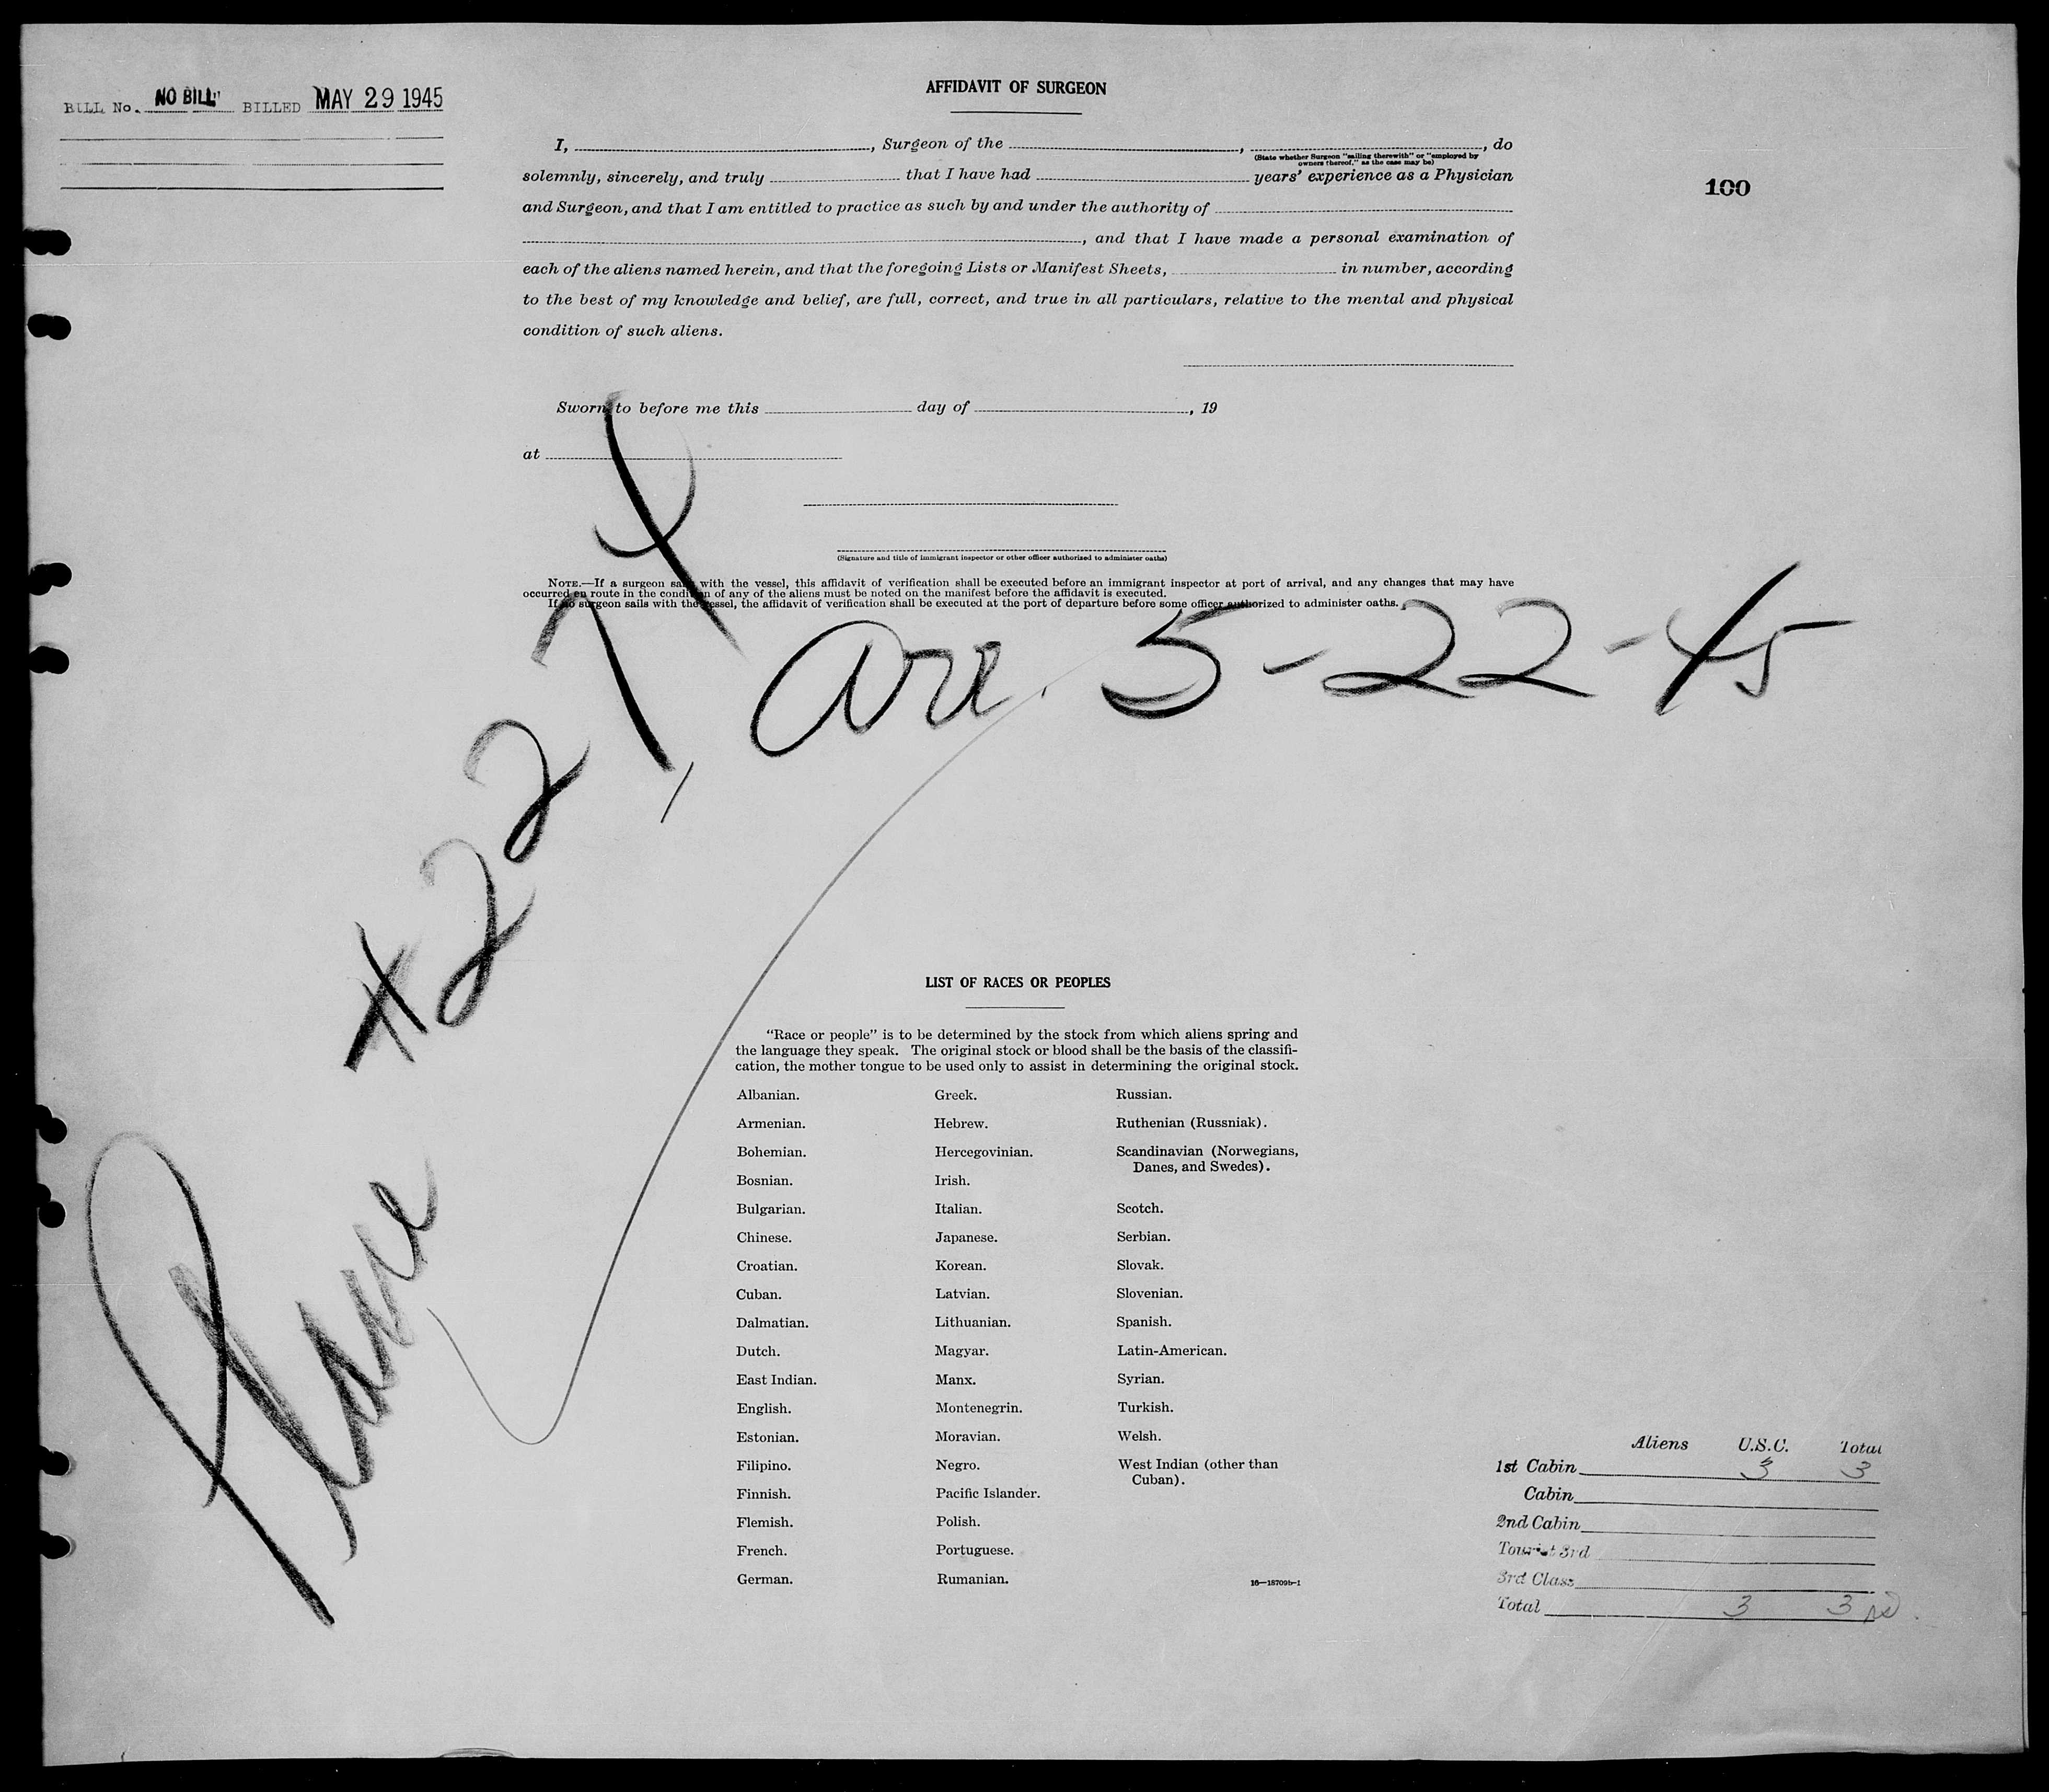 BILL No. NO BILL BILLED MAY 29 1945
AFFIDAVIT OF SURGEON
I, , Surgeon of the , , do
(State whether Surgeon "sailing therewith" or "employed by
owners thereof," as the case may be)
solemnly, sincerely, and truly that I have had years' experience as a Physician
100
and Surgeon, and that I am entitled to practice as such by and under the authority of
, and that I have made a personal examination of
each of the aliens named herein, and that the foregoing Lists or Manifest Sheets, in number, according
to the best of my knowledge and belief, are full, correct, and true in all particulars, relative to the mental and physical
condition of such aliens.
Sworn to before me this day of , 19
at
(Signature and title of immigrant inspector or other officer authorized to administer oaths)
NOTE.—If a surgeon sails with the vessel, this affidavit of verification shall be executed before an immigrant inspector at port of arrival, and any changes that may have
occurred en route in the condition of any of the aliens must be noted on the manifest before the affidavit is executed.
If no surgeon sails with the vessel, the affidavit of verification shall be executed at the port of departure before some officer authorized to administer oaths.
Plane #2274, arr. 5-22-45
LIST OF RACES OR PEOPLES
"Race or people" is to be determined by the stock from which aliens spring and
the language they speak. The original stock or blood shall be the basis of the classifi-
cation, the mother tongue to be used only to assist in determining the original stock.
Albanian.
Armenian.
Bohemian.
Bosnian.
Bulgarian.
Chinese.
Croatian.
Cuban.
Dalmatian.
Dutch.
East Indian.
English.
Estonian.
Filipino.
Finnish.
Flemish.
French.
German.
Greek.
Hebrew.
Hercegovinian.
Irish.
Italian.
Japanese.
Korean.
Latvian.
Lithuanian.
Magyar.
Manx.
Montenegrin.
Moravian.
Negro.
Pacific Islander.
Polish.
Portuguese.
Rumanian.
Russian.
Ruthenian (Russniak).
Scandinavian (Norwegians,
Danes, and Swedes).
Scotch.
Serbian.
Slovak.
Slovenian.
Spanish.
Latin-American.
Syrian.
Turkish.
Welsh.
West Indian (other than
Cuban).
16—18709b-1
Aliens U.S.C. Total
1st Cabin 3 3
Cabin
2nd Cabin
Tourist 3rd
3rd Class
Total 3 3